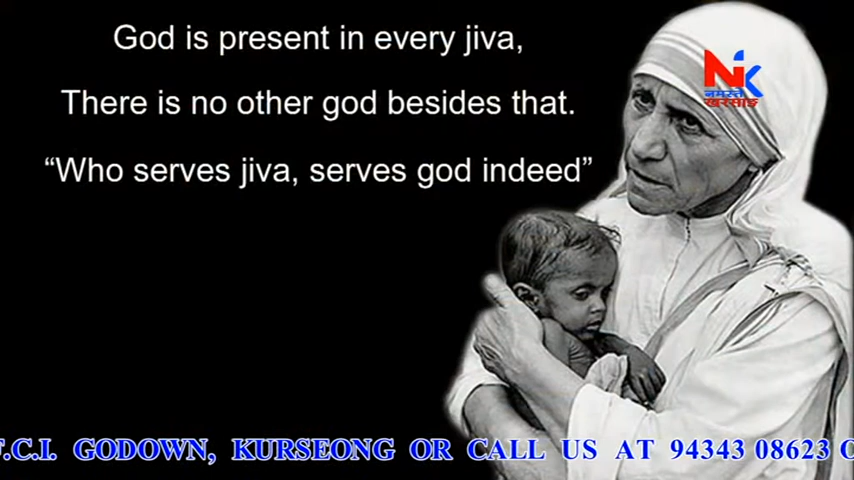 God is present in every jiva,
There is no other god besides that.
“Who serves jiva, serves god indeed”
NK
नमस्ते
खरसाङ
F.C.I. GODOWN, KURSEONG OR CALL US AT 94343 08623 O